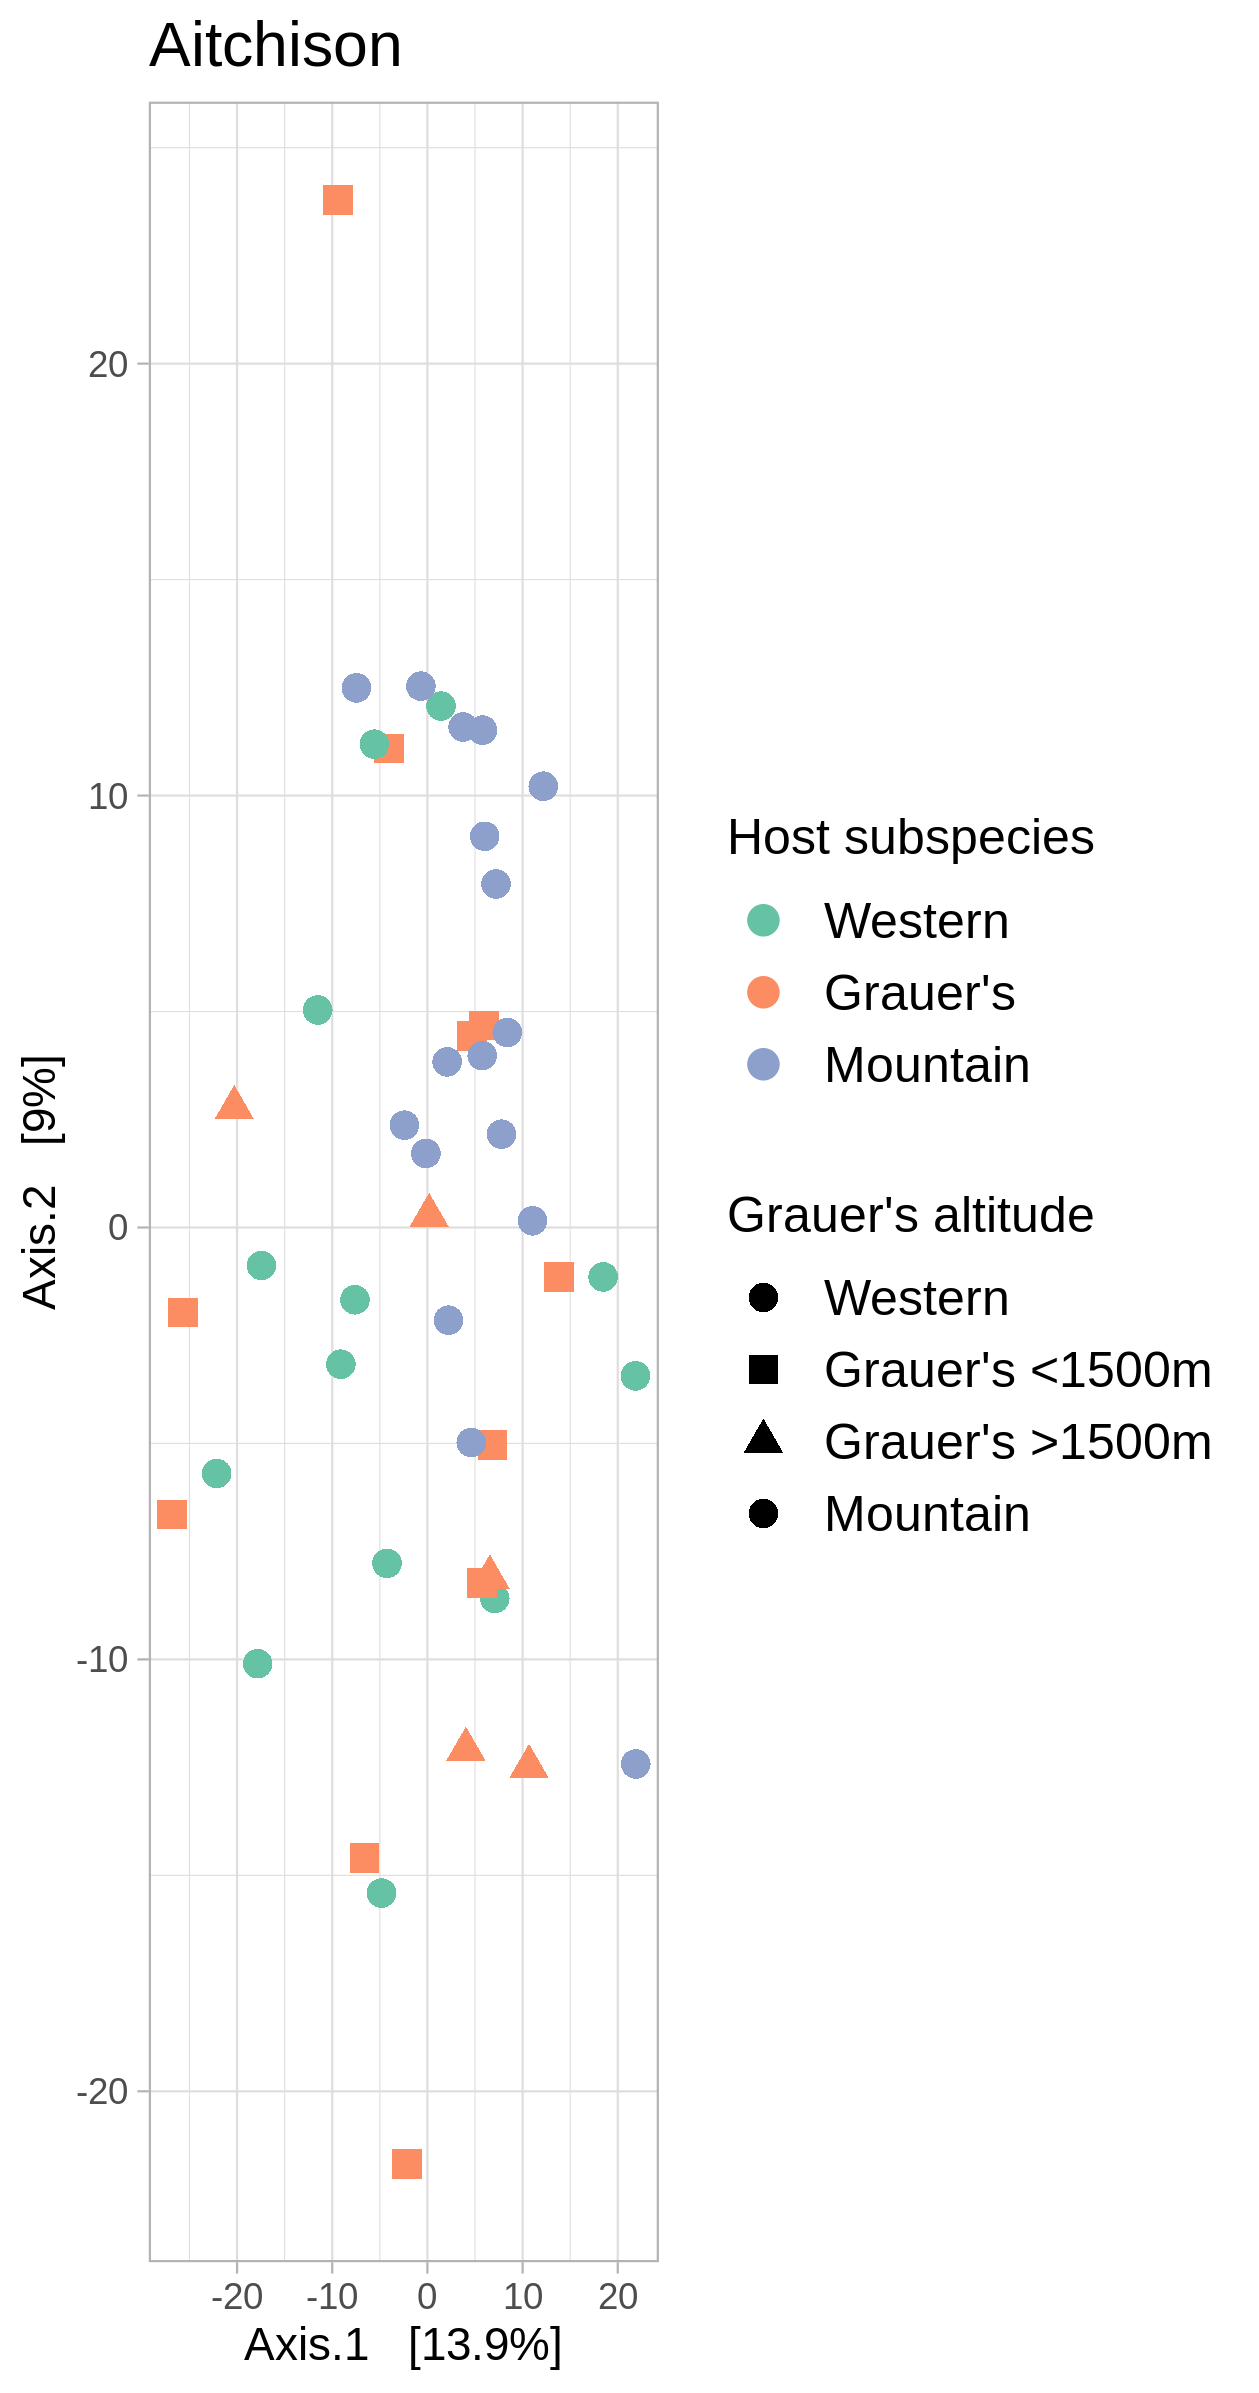 Aitchison
20
10
0
-10
-20
Axis.2   [9%]
-20 -10 0 10 20
Axis.1   [13.9%]
Host subspecies
Western
Grauer's
Mountain
Grauer's altitude
Western
Grauer's <1500m
Grauer's >1500m
Mountain